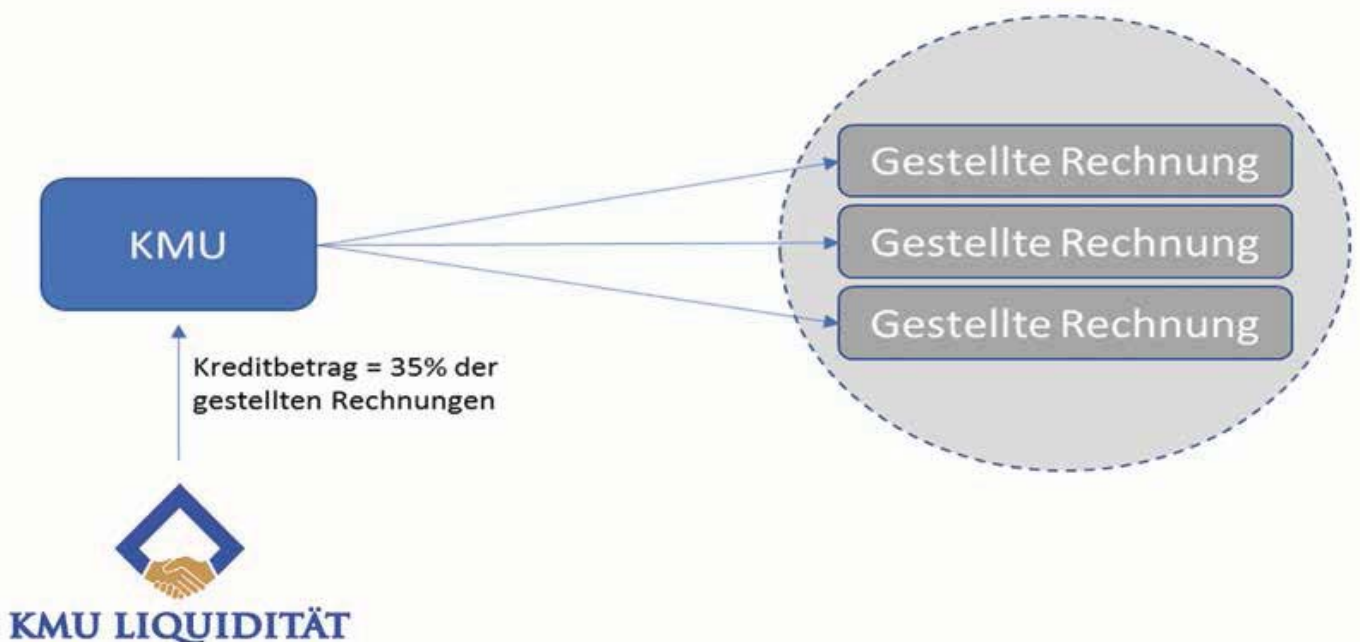 KMU
Gestellte Rechnung
Gestellte Rechnung
Gestellte Rechnung
Kreditbetrag = 35% der
gestellten Rechnungen
KMU LIQUIDITÄT